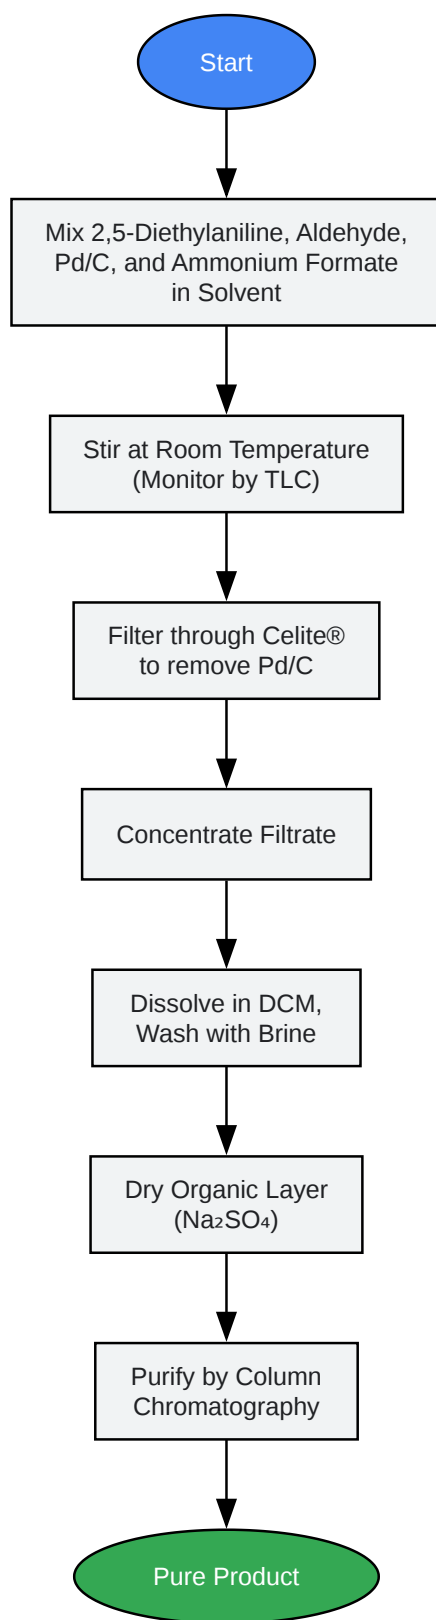 Start
Mix 2,5-Diethylaniline, Aldehyde,
Pd/C, and Ammonium Formate
in Solvent
Stir at Room Temperature
(Monitor by TLC)
Filter through Celite®
to remove Pd/C
Concentrate Filtrate
Dissolve in DCM,
Wash with Brine
Dry Organic Layer
(Na₂SO₄)
Purify by Column
Chromatography
Pure Product